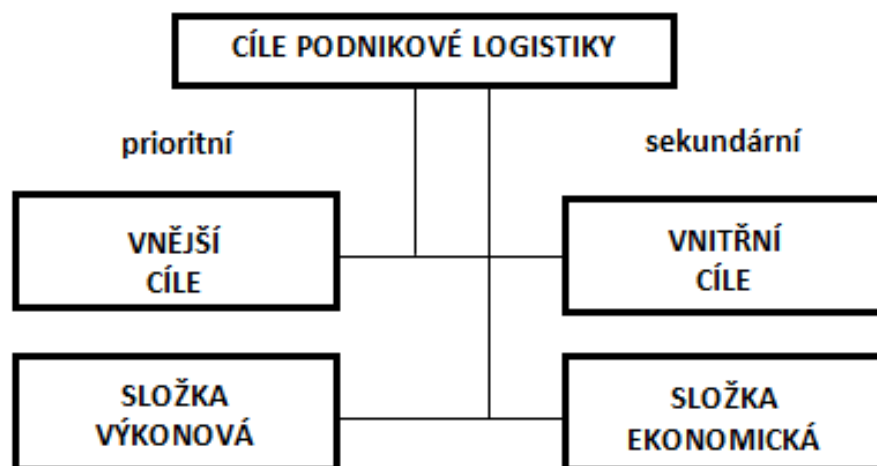 CÍLE PODNIKOVÉ LOGISTIKY
prioritní
sekundární
VNĚJŠÍ
CÍLE
VNITŘNÍ
CÍLE
SLOŽKA
VÝKONOVÁ
SLOŽKA
EKONOMICKÁ